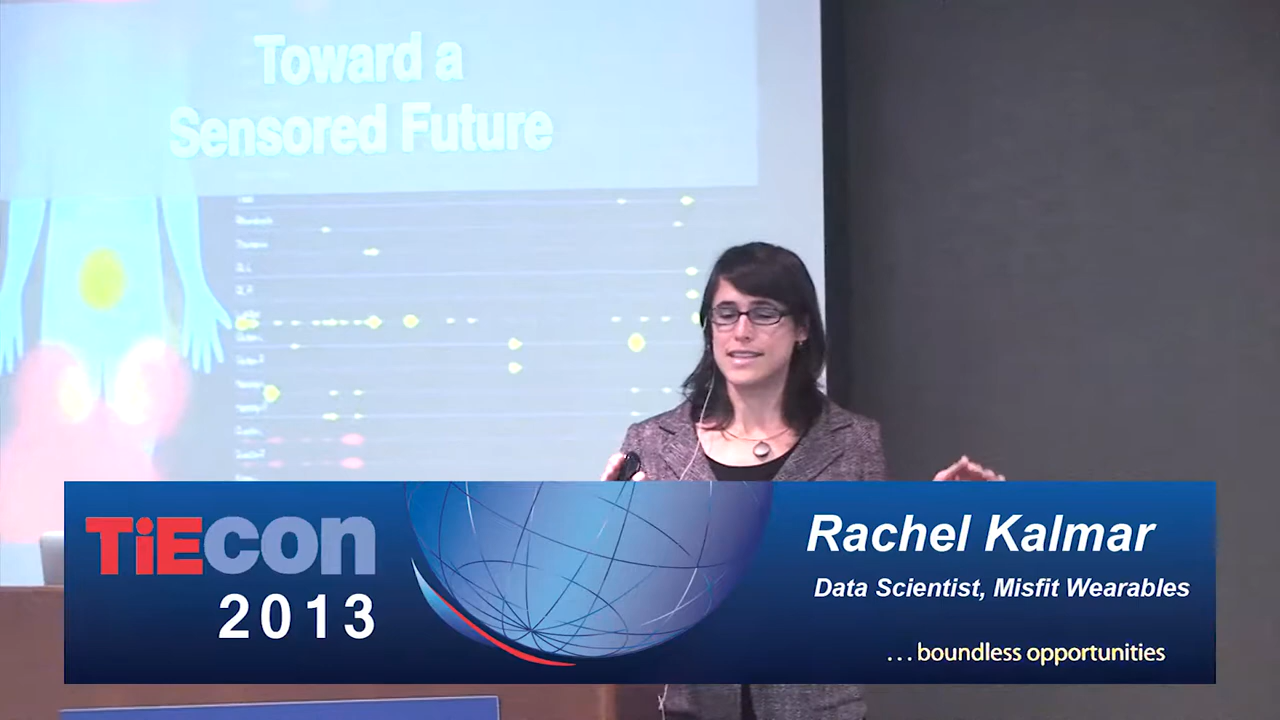 Toward a
Sensored Future
TiEcon
2013
Rachel Kalmar
Data Scientist, Misfit Wearables
...boundless opportunities